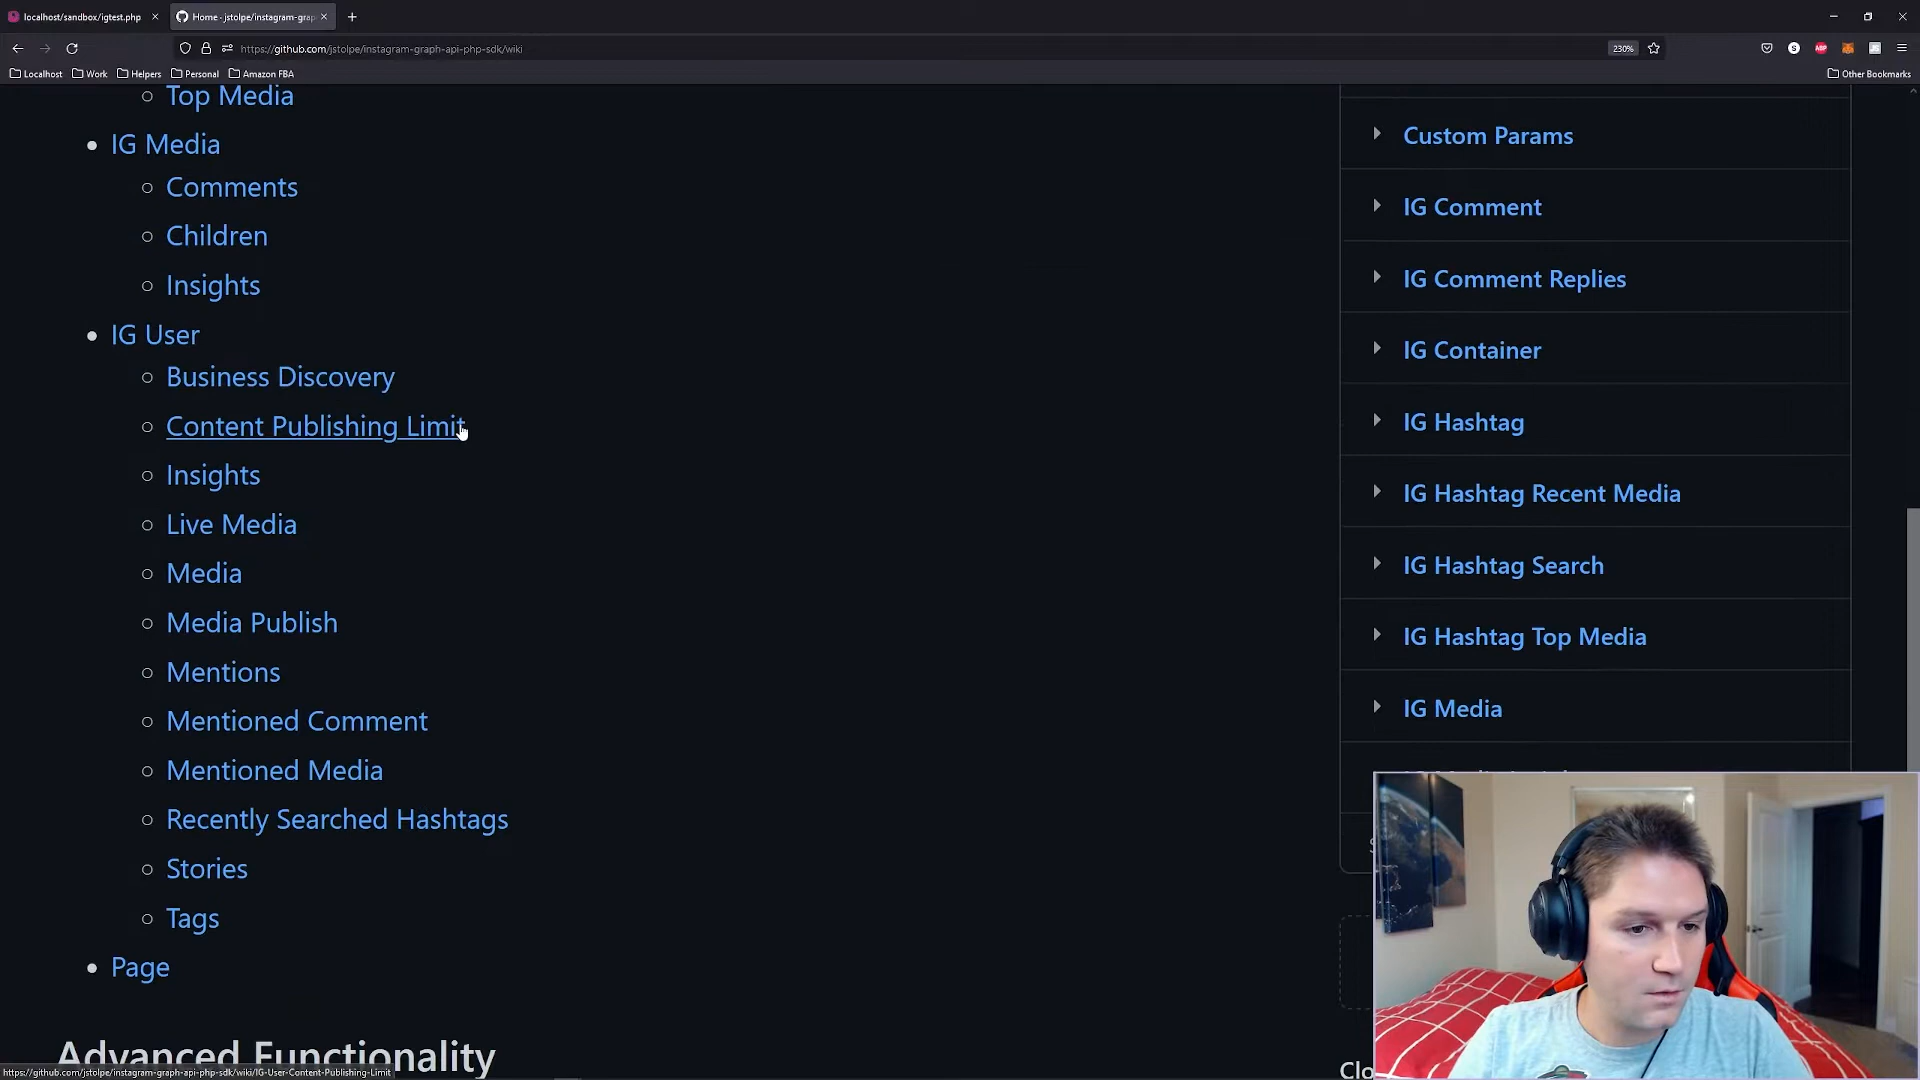 localhost/sandbox/igtest.php
Home - jstolpe/instagram-grap
https://github.com/jstolpe/instagram-graph-api-php-sdk/wiki
230%
Localhost
Work
Helpers
Personal
Amazon FBA
Other Bookmarks
Top Media
IG Media
Comments
Children
Insights
IG User
Business Discovery
Content Publishing Limit
Insights
Live Media
Media
Media Publish
Mentions
Mentioned Comment
Mentioned Media
Recently Searched Hashtags
Stories
Tags
Page
Advanced Functionality
Custom Params
IG Comment
IG Comment Replies
IG Container
IG Hashtag
IG Hashtag Recent Media
IG Hashtag Search
IG Hashtag Top Media
IG Media
Clo
https://github.com/jstolpe/instagram-graph-api-php-sdk/wiki/IG-User-Content-Publishing-Limit